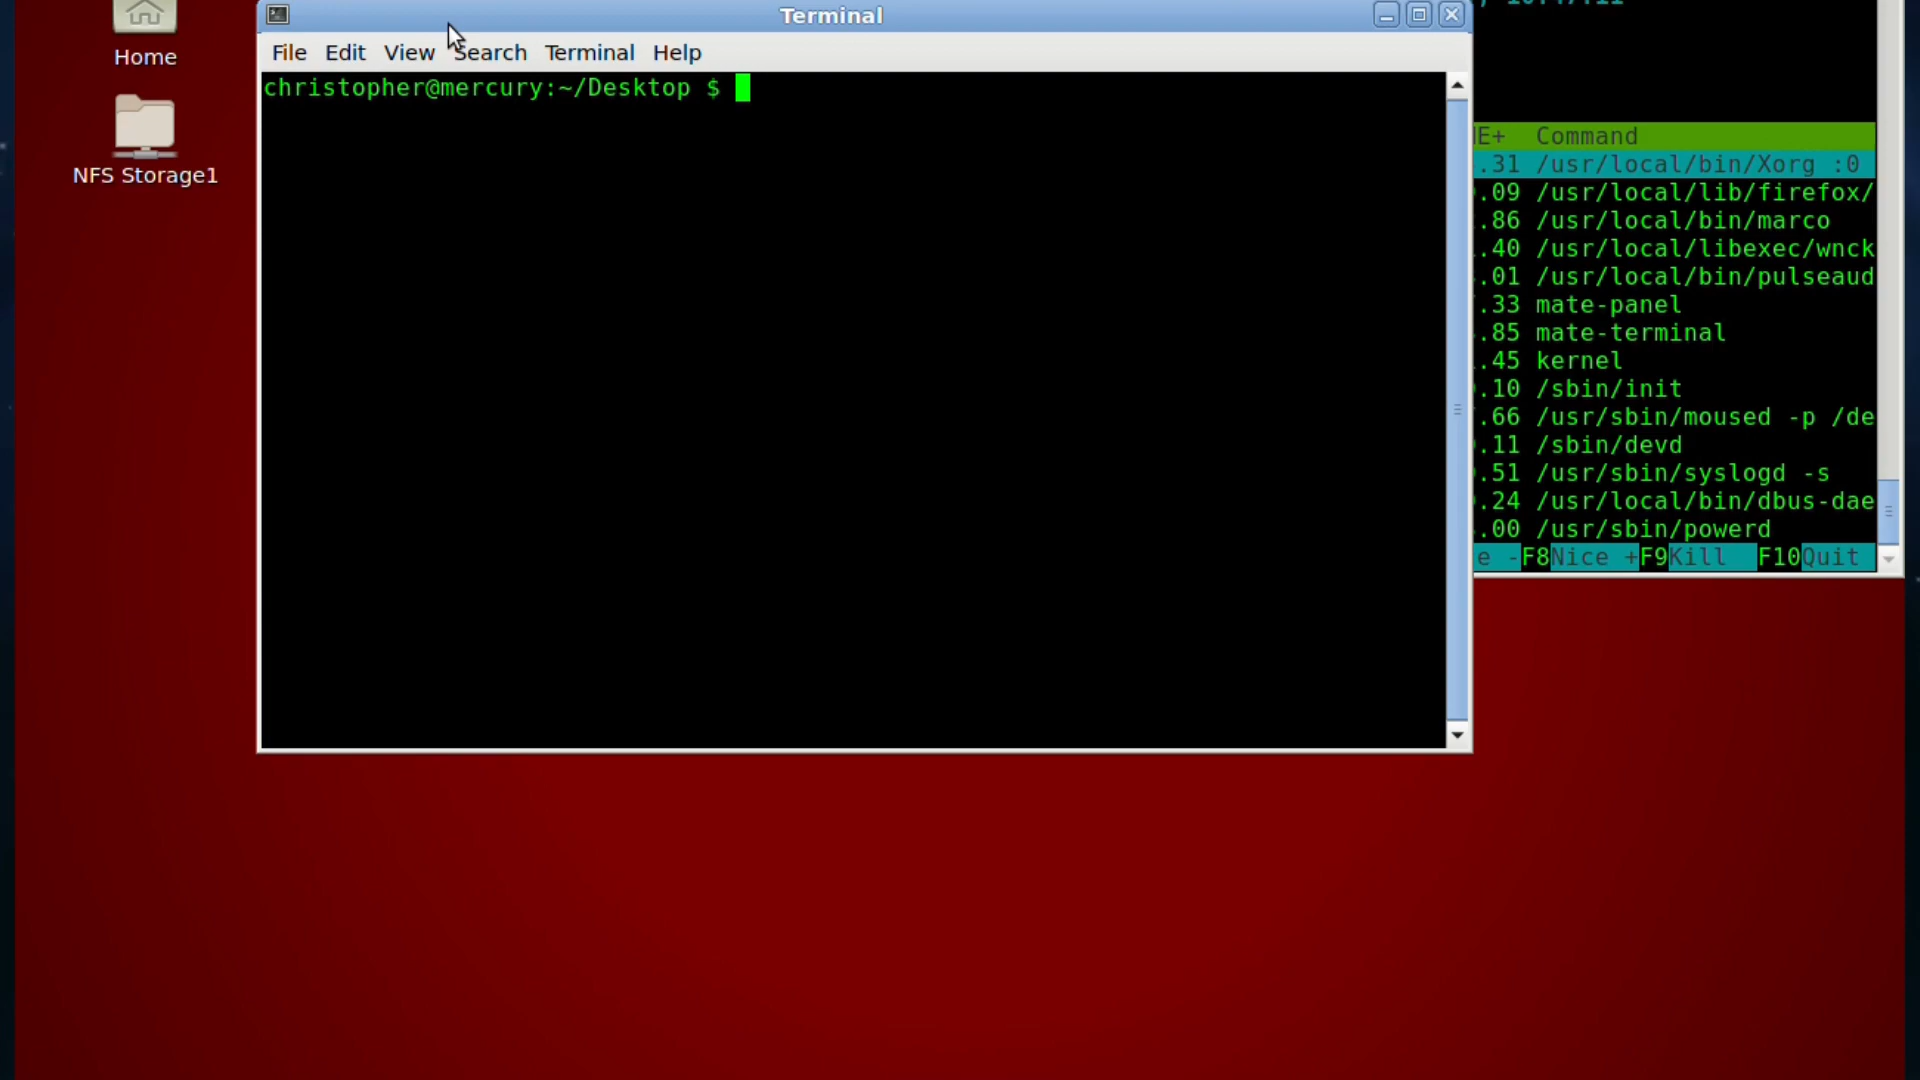 Home
NFS Storage1
Terminal
File Edit View Search Terminal Help
christopher@mercury:~/Desktop $
E+ Command
.31 /usr/local/bin/Xorg :0
.09 /usr/local/lib/firefox/
.86 /usr/local/bin/marco
.40 /usr/local/libexec/wnck
.01 /usr/local/bin/pulseaud
.33 mate-panel
.85 mate-terminal
.45 kernel
.10 /sbin/init
.66 /usr/sbin/moused -p /de
.11 /sbin/devd
.51 /usr/sbin/syslogd -s
.24 /usr/local/bin/dbus-dae
.00 /usr/sbin/powerd
e -F8Nice +F9Kill F10Quit